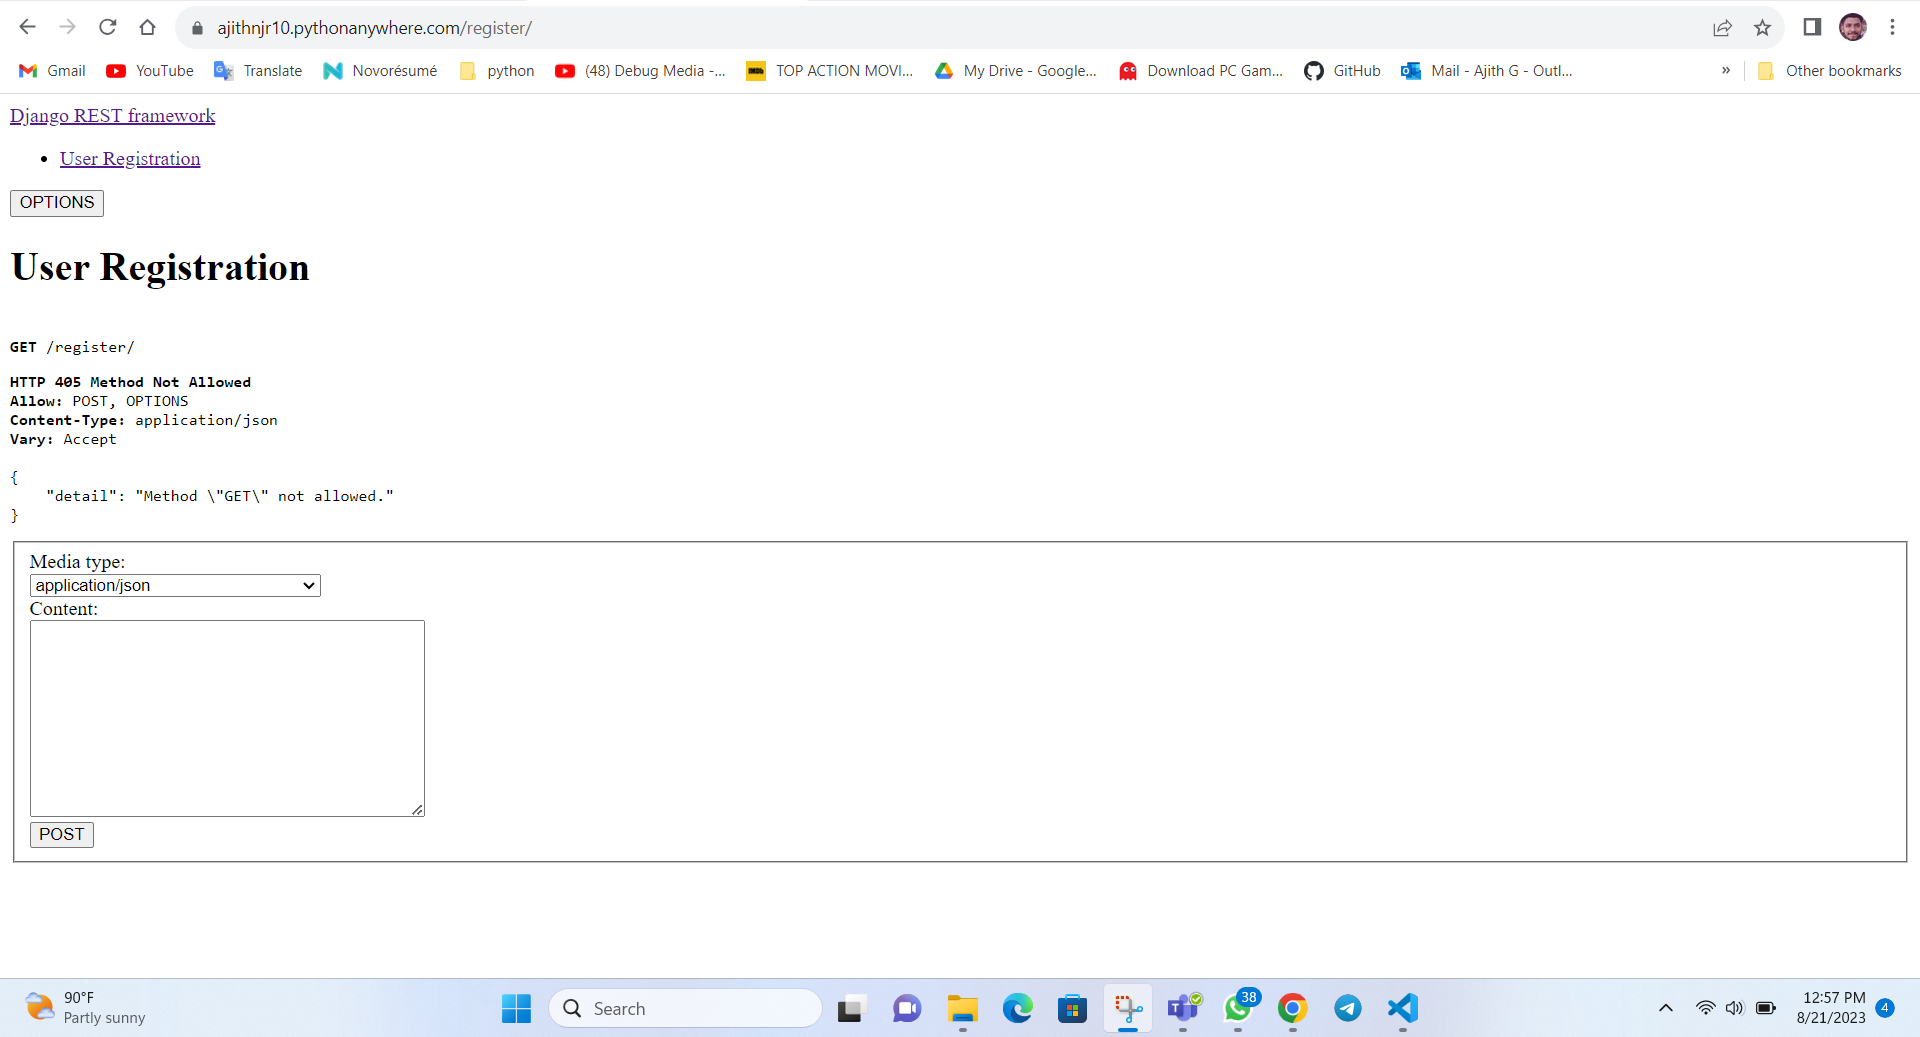 ajithnjr10.pythonanywhere.com/register/
Gmail YouTube Translate Novorésumé python (48) Debug Media -... TOP ACTION MOVI... My Drive - Google... Download PC Gam... GitHub Mail - Ajith G - Outl... » Other bookmarks
Django REST framework
• User Registration
OPTIONS
User Registration
GET /register/
HTTP 405 Method Not Allowed
Allow: POST, OPTIONS
Content-Type: application/json
Vary: Accept
{
    "detail": "Method \"GET\" not allowed."
}
Media type:
application/json
Content:
POST
90°F
Partly sunny
Search
38
12:57 PM
8/21/2023
4